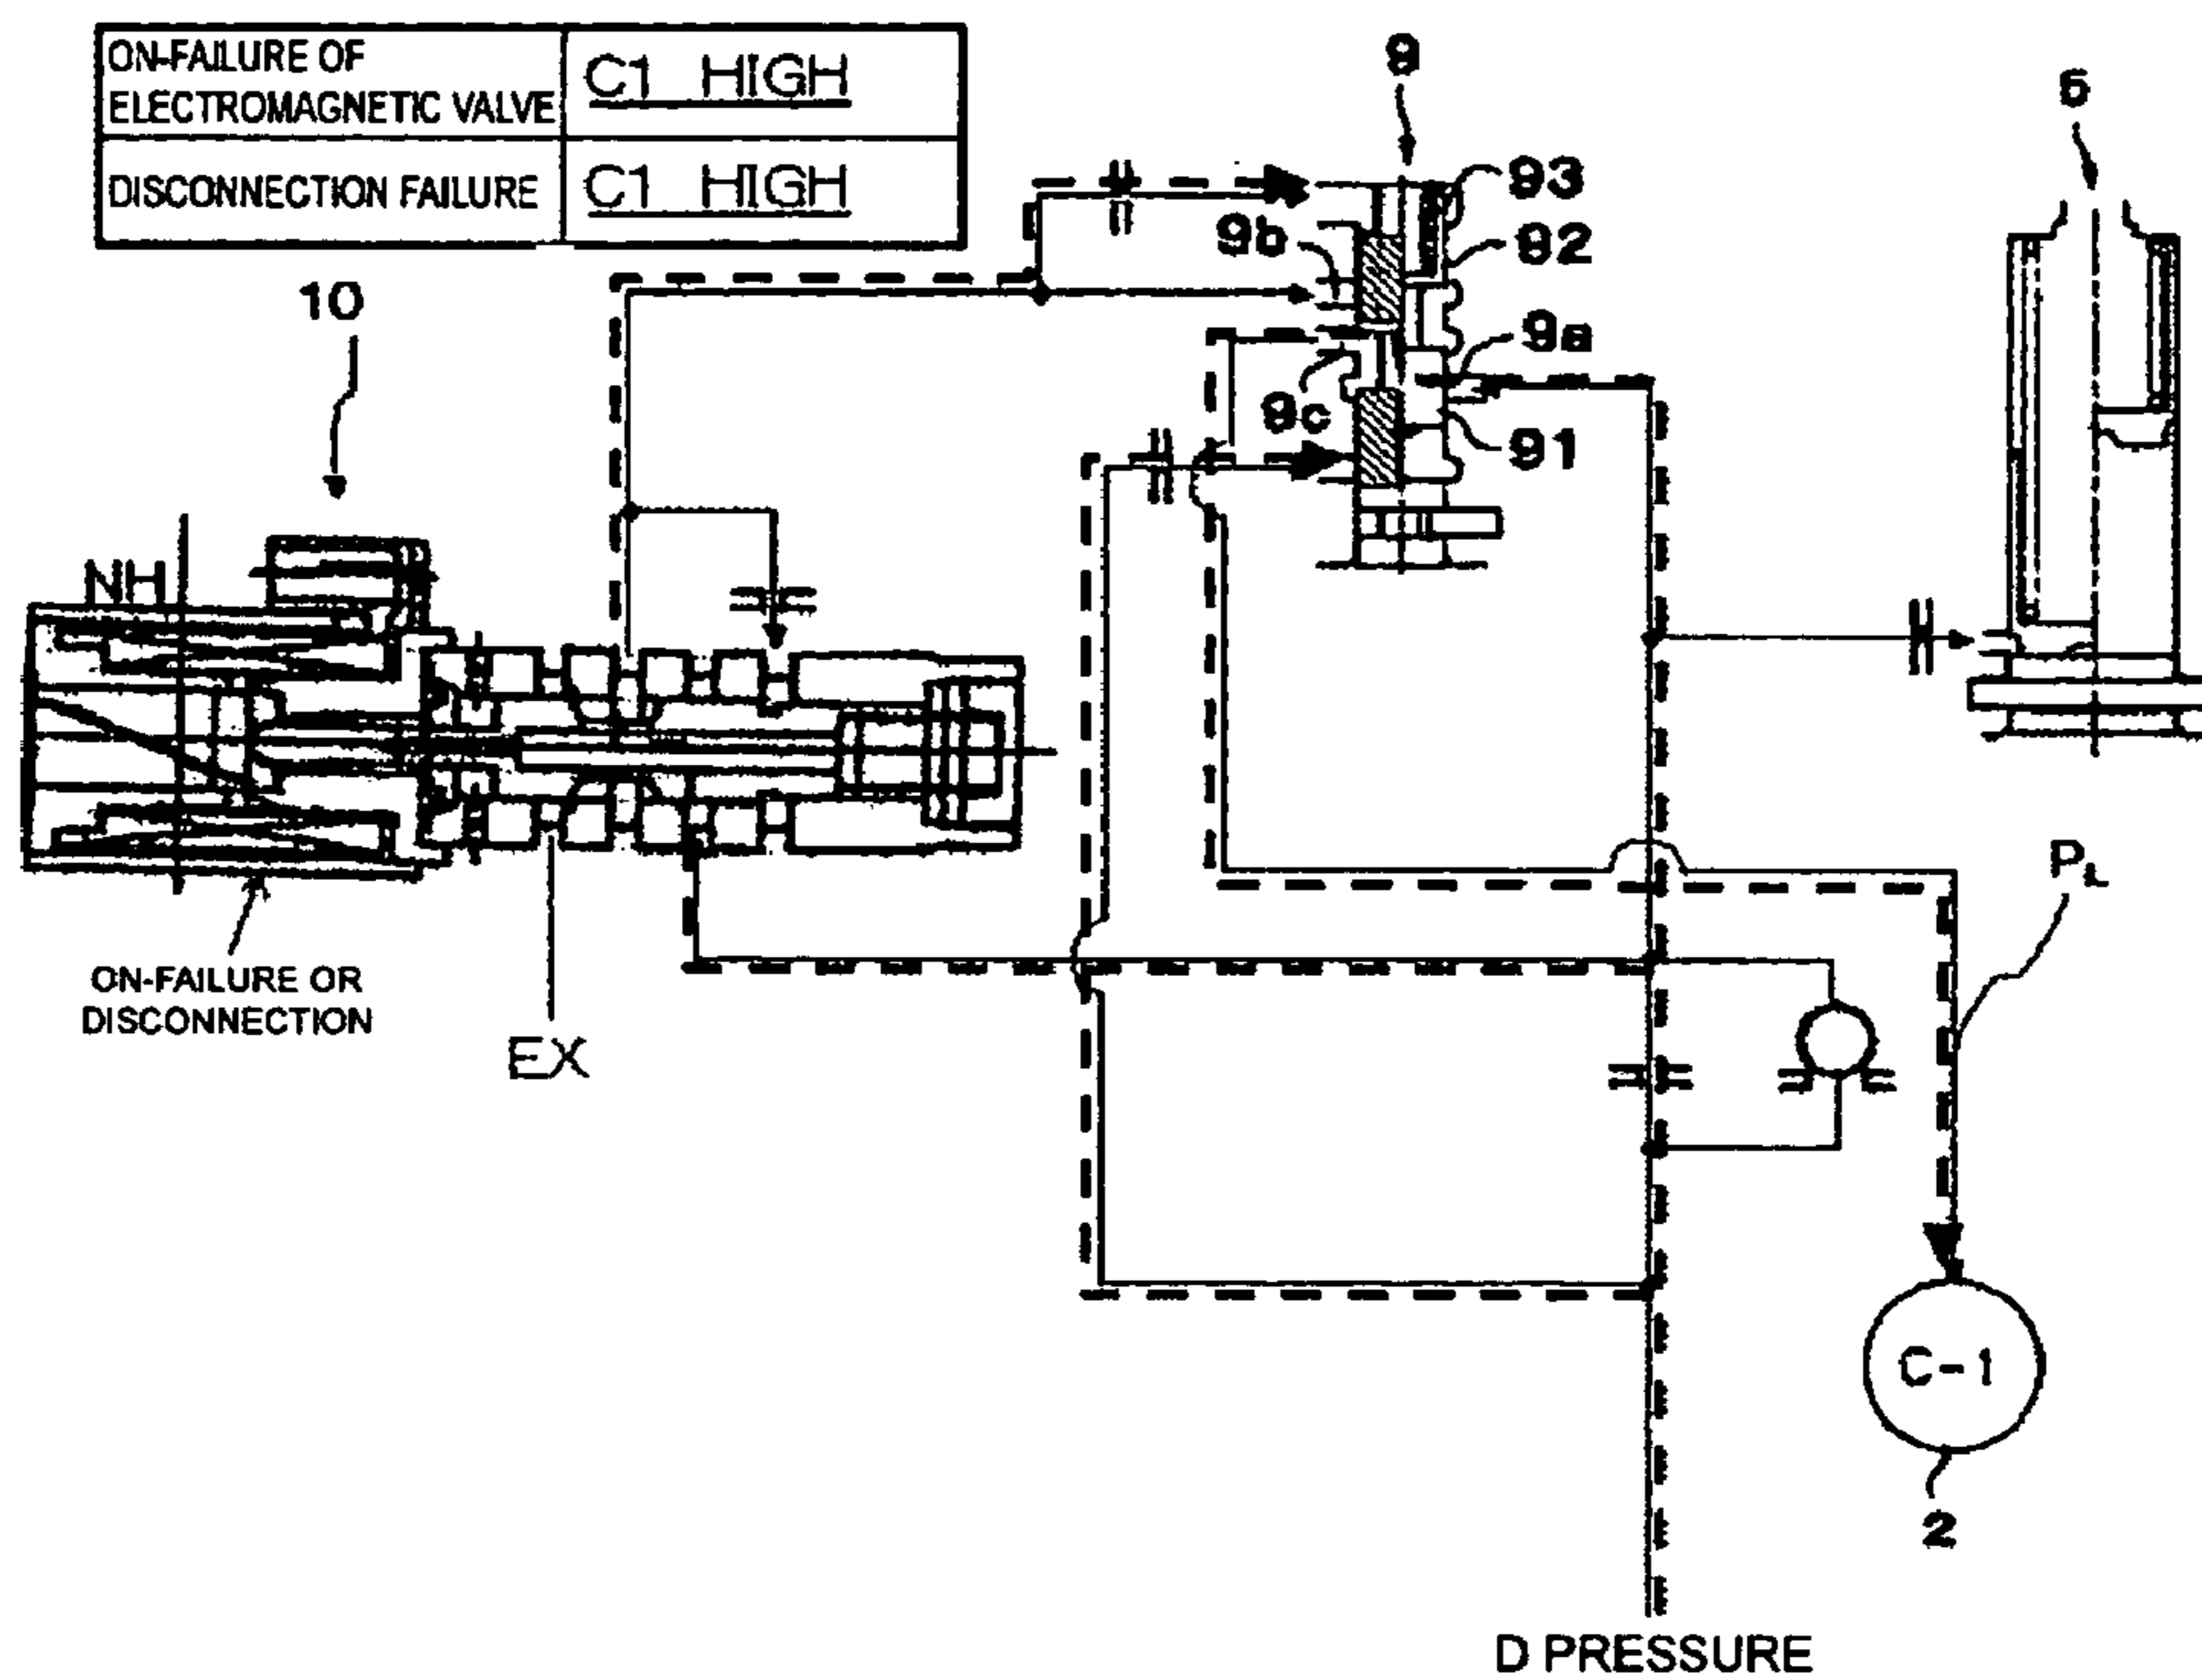 ON-FAILURE OF
ELECTROMAGNETIC VALVE
C1 HIGH
DISCONNECTION FAILURE
C1 HIGH
9
5
93
9b
92
10
9a
9c
91
NH
PL
ON-FAILURE OR
DISCONNECTION
EX
C-1
2
D PRESSURE